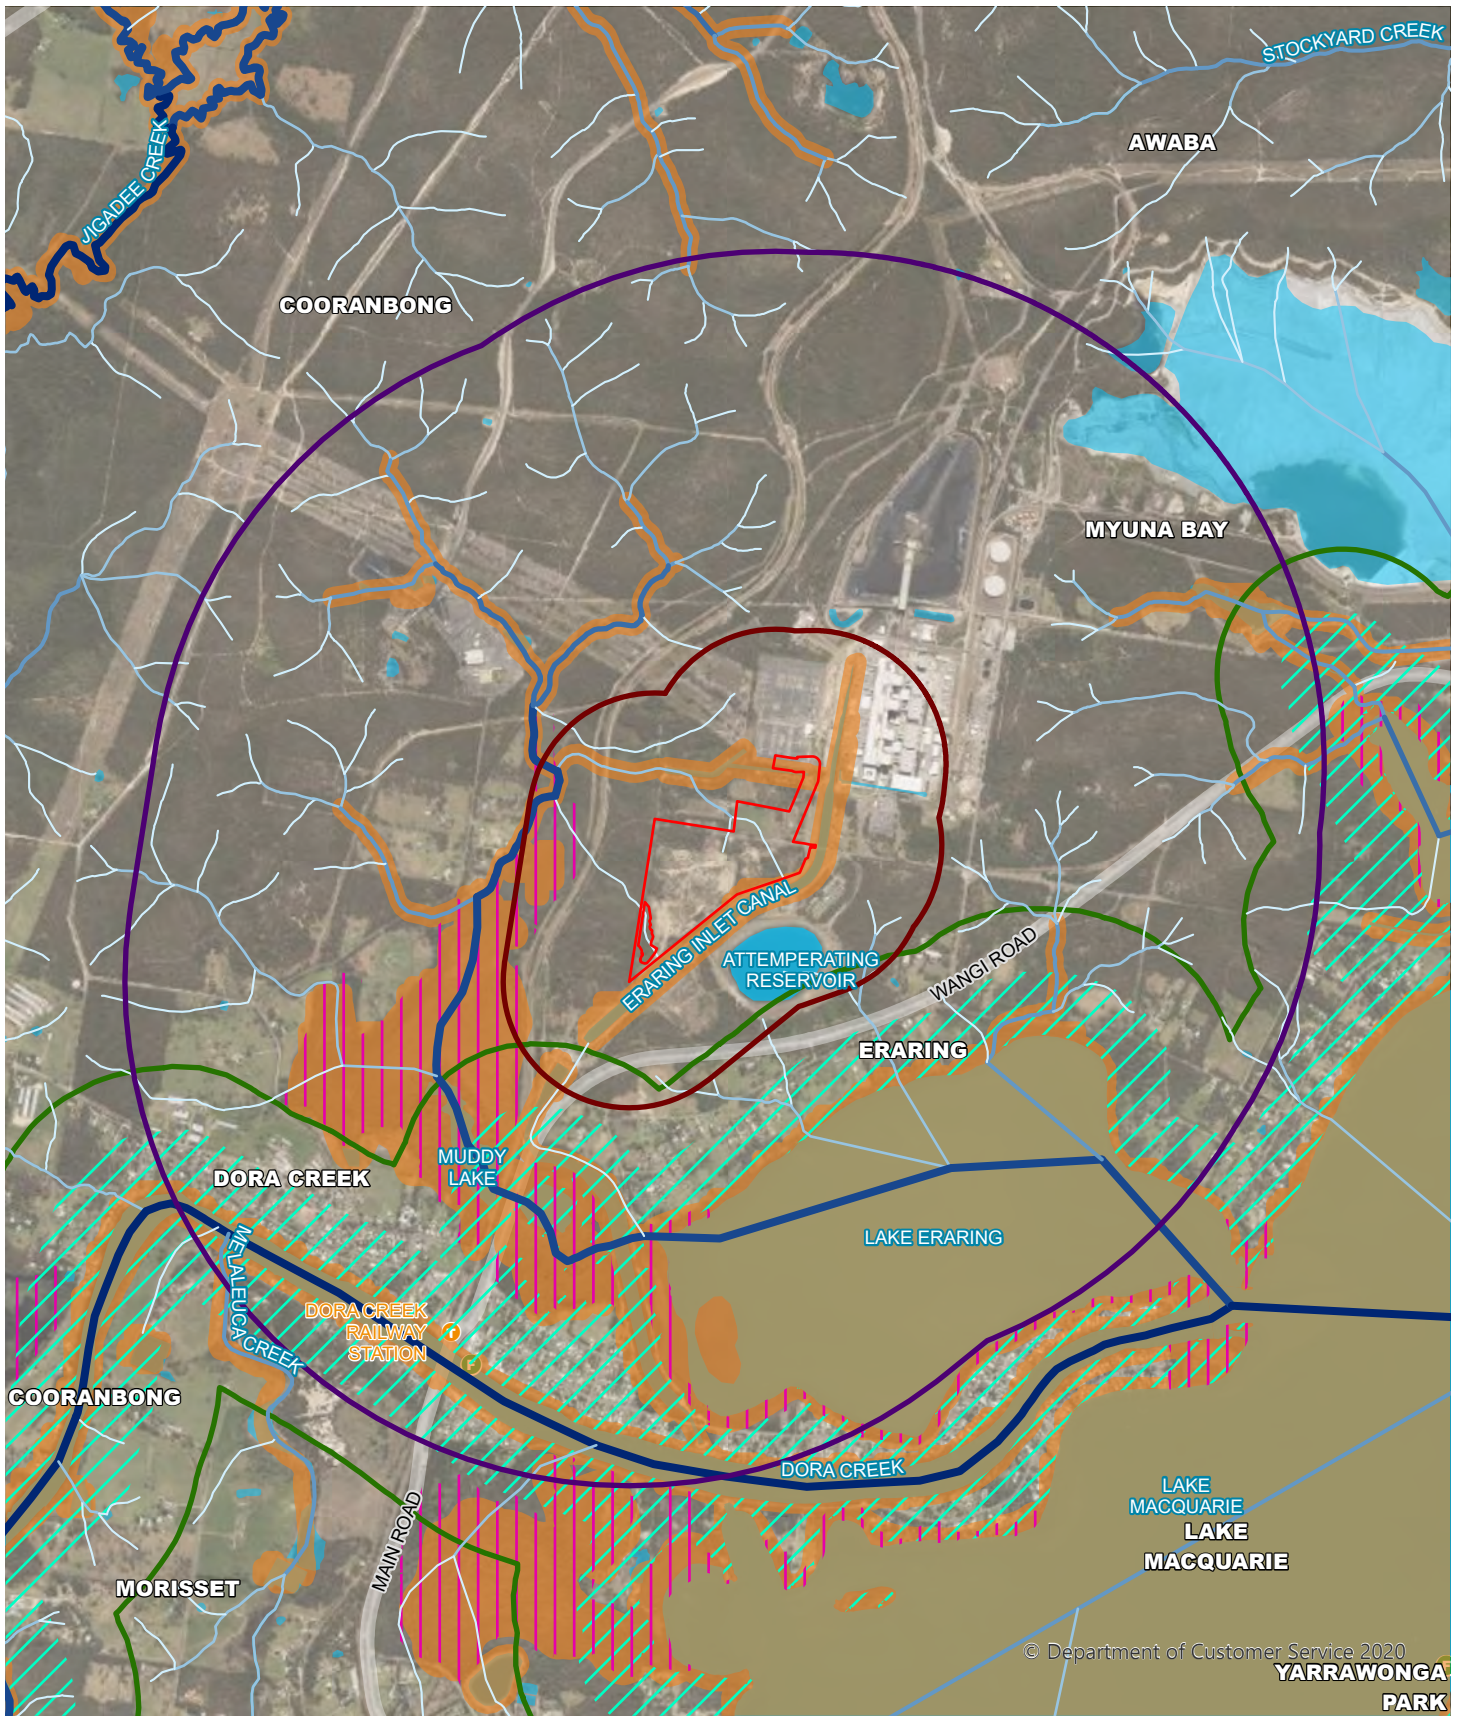 STOCKYARD CREEK
AWABA
JIGADEE CREEK
COORANBONG
MYUNA BAY
ERARING INLET CANAL
ATTEMPERATING
RESERVOIR
WANGI ROAD
ERARING
MUDDY
LAKE
DORA CREEK
LAKE ERARING
MELALEUCA CREEK
DORA CREEK
RAILWAY
STATION
COORANBONG
DORA CREEK
LAKE
MACQUARIE
LAKE
MACQUARIE
MAIN ROAD
MORISSET
© Department of Customer Service 2020
YARRAWONGA
PARK